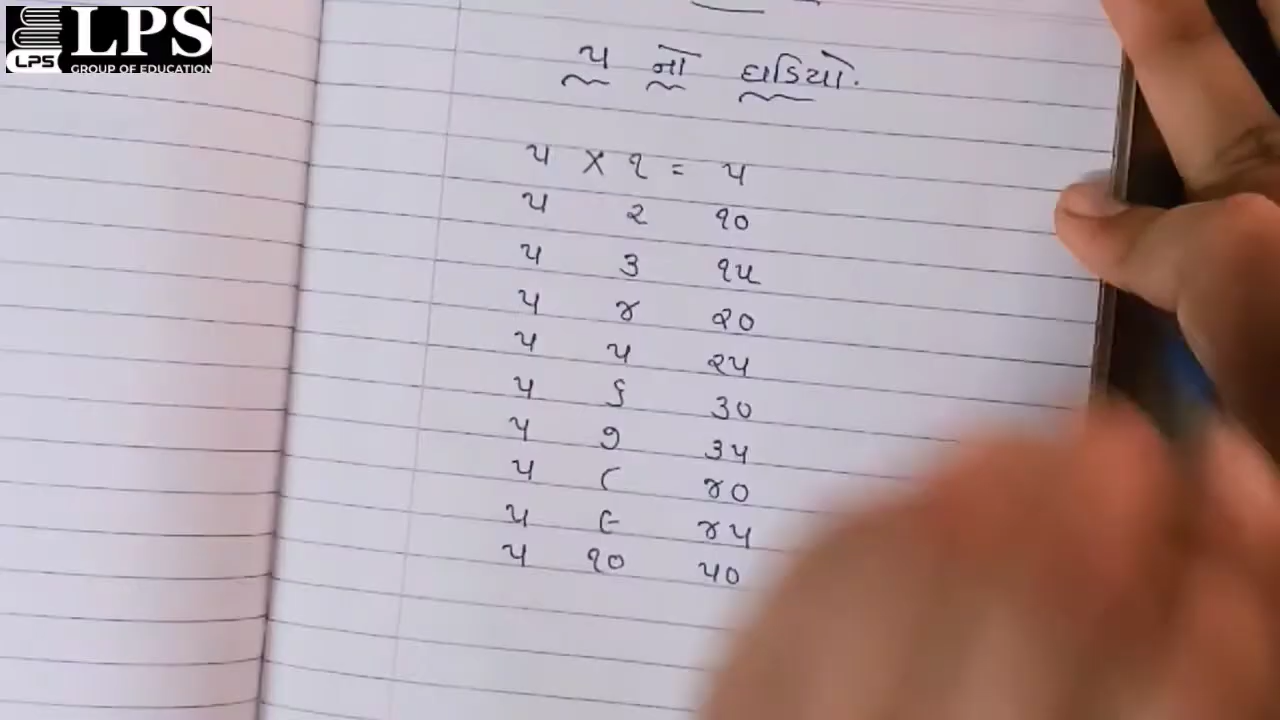 LPS
LPS
GROUP OF EDUCATION
૫ નો ઘડિયો.
૫ X ૧ = ૫
૫ ૨ ૧૦
૫ ૩ ૧૫
૫ ૪ ૨૦
૫ ૫ ૨૫
૫ ૬ ૩૦
૫ ૭ ૩૫
૫ ૮ ૪૦
૫ ૯ ૪૫
૫ ૧૦ ૫૦